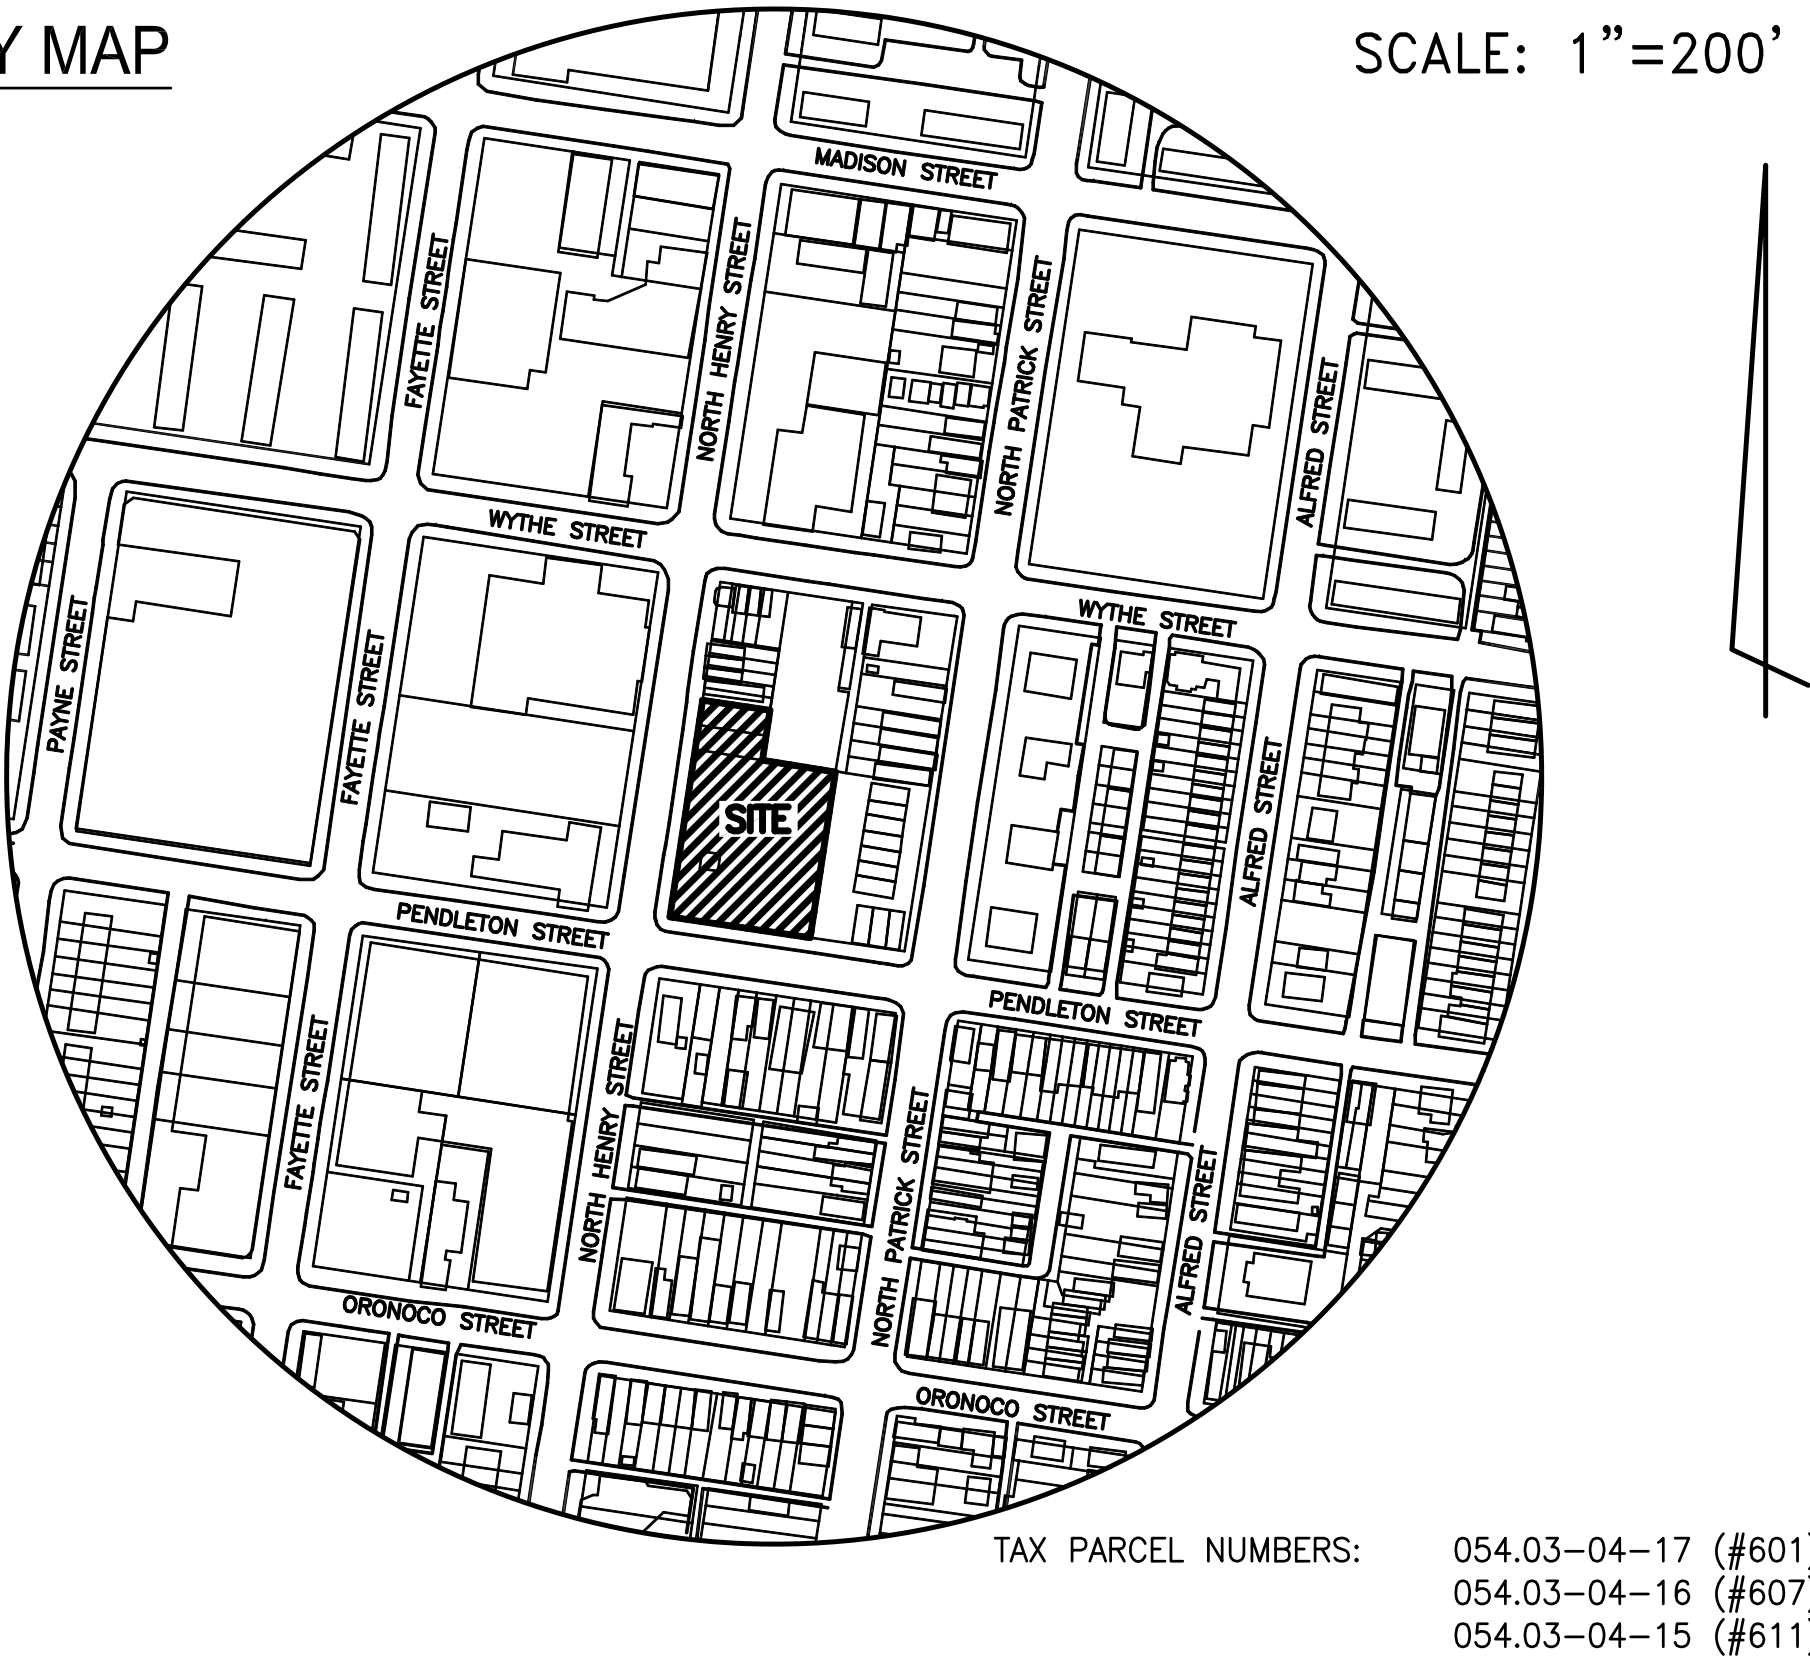 Y MAP
SCALE: 1"=200'
MADISON STREET
FAYETTE STREET
NORTH HENRY STREET
NORTH PATRICK STREET
ALFRED STREET
WYTHE STREET
WYTHE STREET
PAYNE STREET
FAYETTE STREET
SITE
ALFRED STREET
PENDLETON STREET
PENDLETON STREET
FAYETTE STREET
NORTH HENRY STREET
NORTH PATRICK STREET
ALFRED STREET
ORONOCO STREET
ORONOCO STREET
TAX PARCEL NUMBERS: 054.03-04-17 (#601)
054.03-04-16 (#607)
054.03-04-15 (#611)